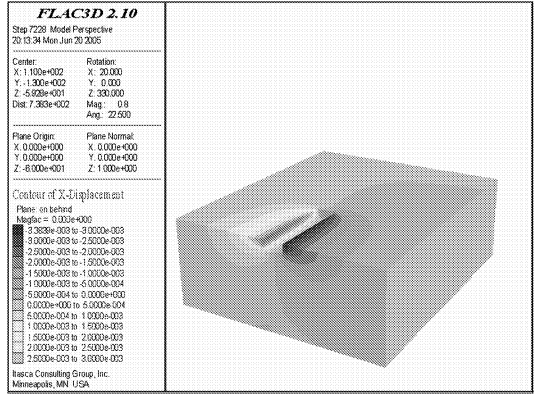 FLAC3D 2.10
Step 7228 Model Perspective
20:13:34 Mon Jun 20 2005
Center: Rotation:
X: 1.100e+002 X: 20.000
Y: -1.300e+002 Y: 0.000
Z: -5.928e+001 Z: 330.000
Dist: 7.383e+002 Mag.: 0.8
Ang.: 22.500
Plane Origin: Plane Normal:
X: 0.000e+000 X: 0.000e+000
Y: 0.000e+000 Y: 0.000e+000
Z: -6.000e+001 Z: 1.000e+000
Contour of X-Displacement
Plane: on behind
Magfac = 0.000e+000
-3.0000e-003
-3.0000e-003 to -2.5000e-003
-2.5000e-003 to -2.0000e-003
-2.0000e-003 to -1.5000e-003
-1.5000e-003 to -1.0000e-003
-1.0000e-003 to -5.0000e-004
-5.0000e-004 to 0.0000e+000
0.0000e+000 to 5.0000e-004
5.0000e-004 to 1.0000e-003
1.0000e-003 to 1.5000e-003
1.5000e-003 to 2.0000e-003
2.0000e-003 to 2.5000e-003
2.5000e-003 to 3.0000e-003
Itasca Consulting Group, Inc.
Minneapolis, MN USA